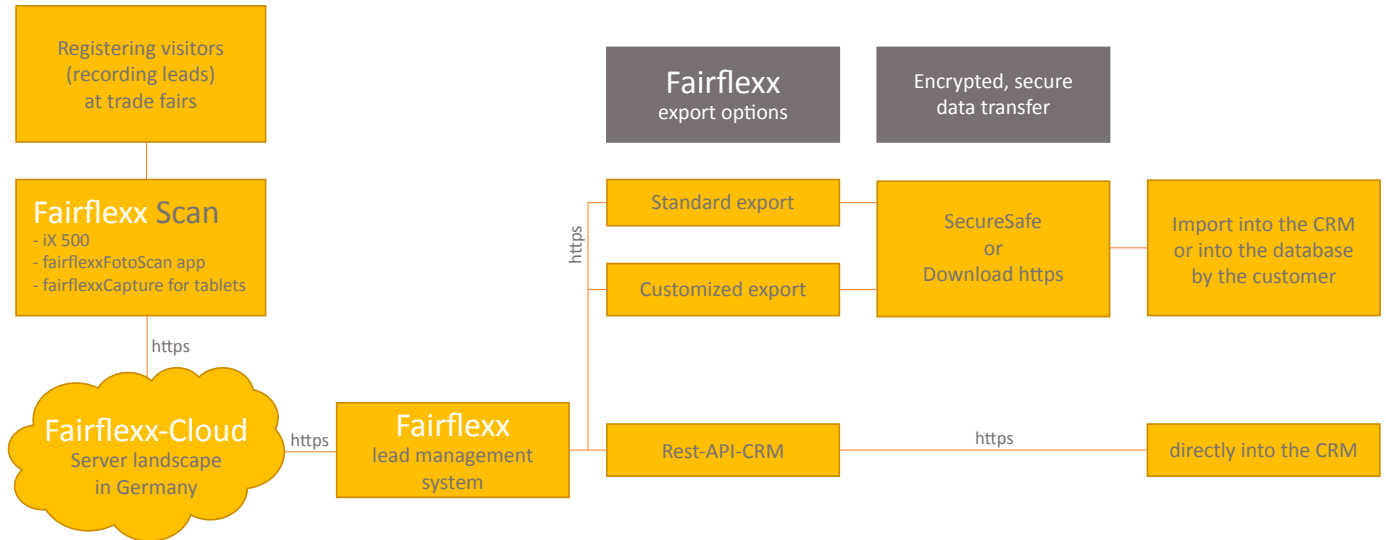 Registering visitors
(recording leads)
at trade fairs
Fairflexx
export options
Encrypted, secure
data transfer
Fairflexx Scan
- iX 500
- fairflexxFotoScan app
- fairflexxCapture for tablets
https
Standard export
Customized export
SecureSafe
or
Download https
Import into the CRM
or into the database
by the customer
https
Fairflexx-Cloud
Server landscape
in Germany
https
Fairflexx
lead management
system
Rest-API-CRM
https
directly into the CRM